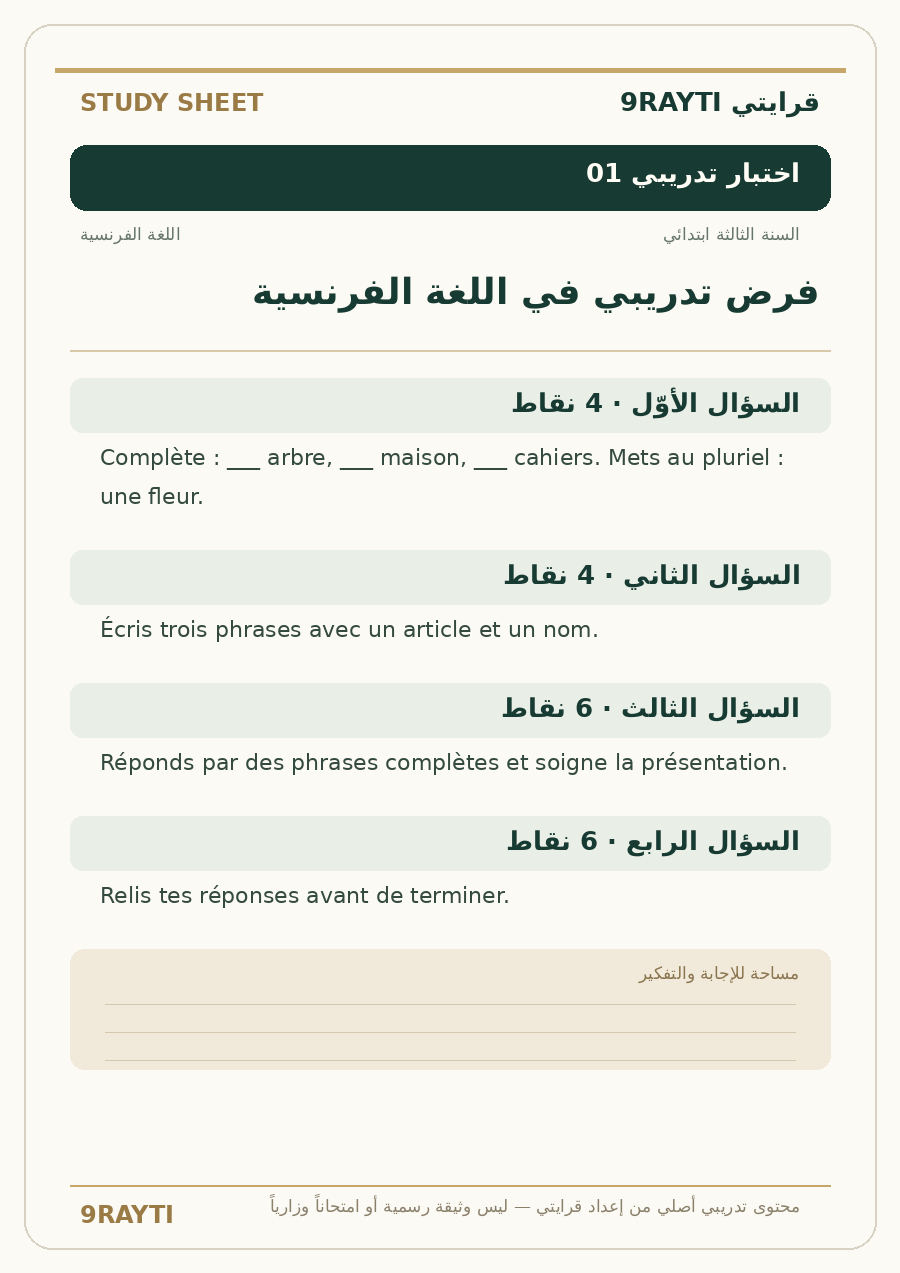 قرايتي 9RAYTI
STUDY SHEET
اختبار تدريبي 01
السنة الثالثة ابتدائي
اللغة الفرنسية
فرض تدريبي في اللغة الفرنسية
السؤال الأوّل · 4 نقاط
Complète : ___ arbre, ___ maison, ___ cahiers. Mets au pluriel :
une fleur.
السؤال الثاني · 4 نقاط
Écris trois phrases avec un article et un nom.
السؤال الثالث · 6 نقاط
Réponds par des phrases complètes et soigne la présentation.
السؤال الرابع · 6 نقاط
Relis tes réponses avant de terminer.
مساحة للإجابة والتفكير
محتوى تدريبي أصلي من إعداد قرايتي — ليس وثيقة رسمية أو امتحاناً وزارياً
9RAYTI